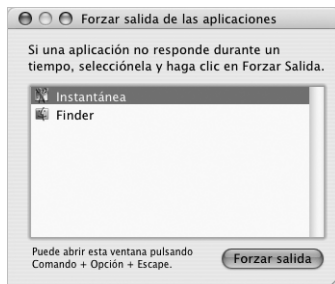 Forzar salida de las aplicaciones
Si una aplicación no responde durante un
tiempo, selecciónela y haga clic en Forzar Salida.
Instantánea
Finder
Puede abrir esta ventana pulsando
Comando + Opción + Escape.
Forzar salida